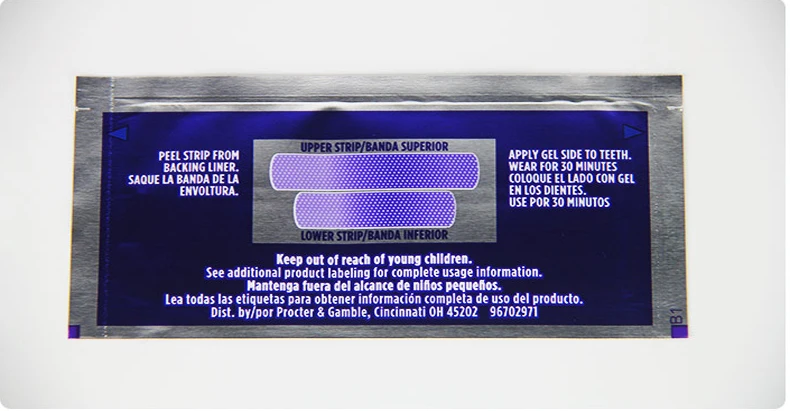 UPPER STRIP/BANDA SUPERIOR
PEEL STRIP FROM
BACKING LINER.
SAQUE LA BANDA DE LA
ENVOLTURA.
APPLY GEL SIDE TO TEETH.
WEAR FOR 30 MINUTES
COLOQUE EL LADO CON GEL
EN LOS DIENTES.
USE POR 30 MINUTOS
LOWER STRIP/BANDA INFERIOR
Keep out of reach of young children.
See additional product labeling for complete usage information.
Mantenga fuera del alcance de niños pequeños.
Lea todas las etiquetas para obtener información completa de uso del producto.
Dist. by/por Procter & Gamble, Cincinnati OH 45202 96702971
B1